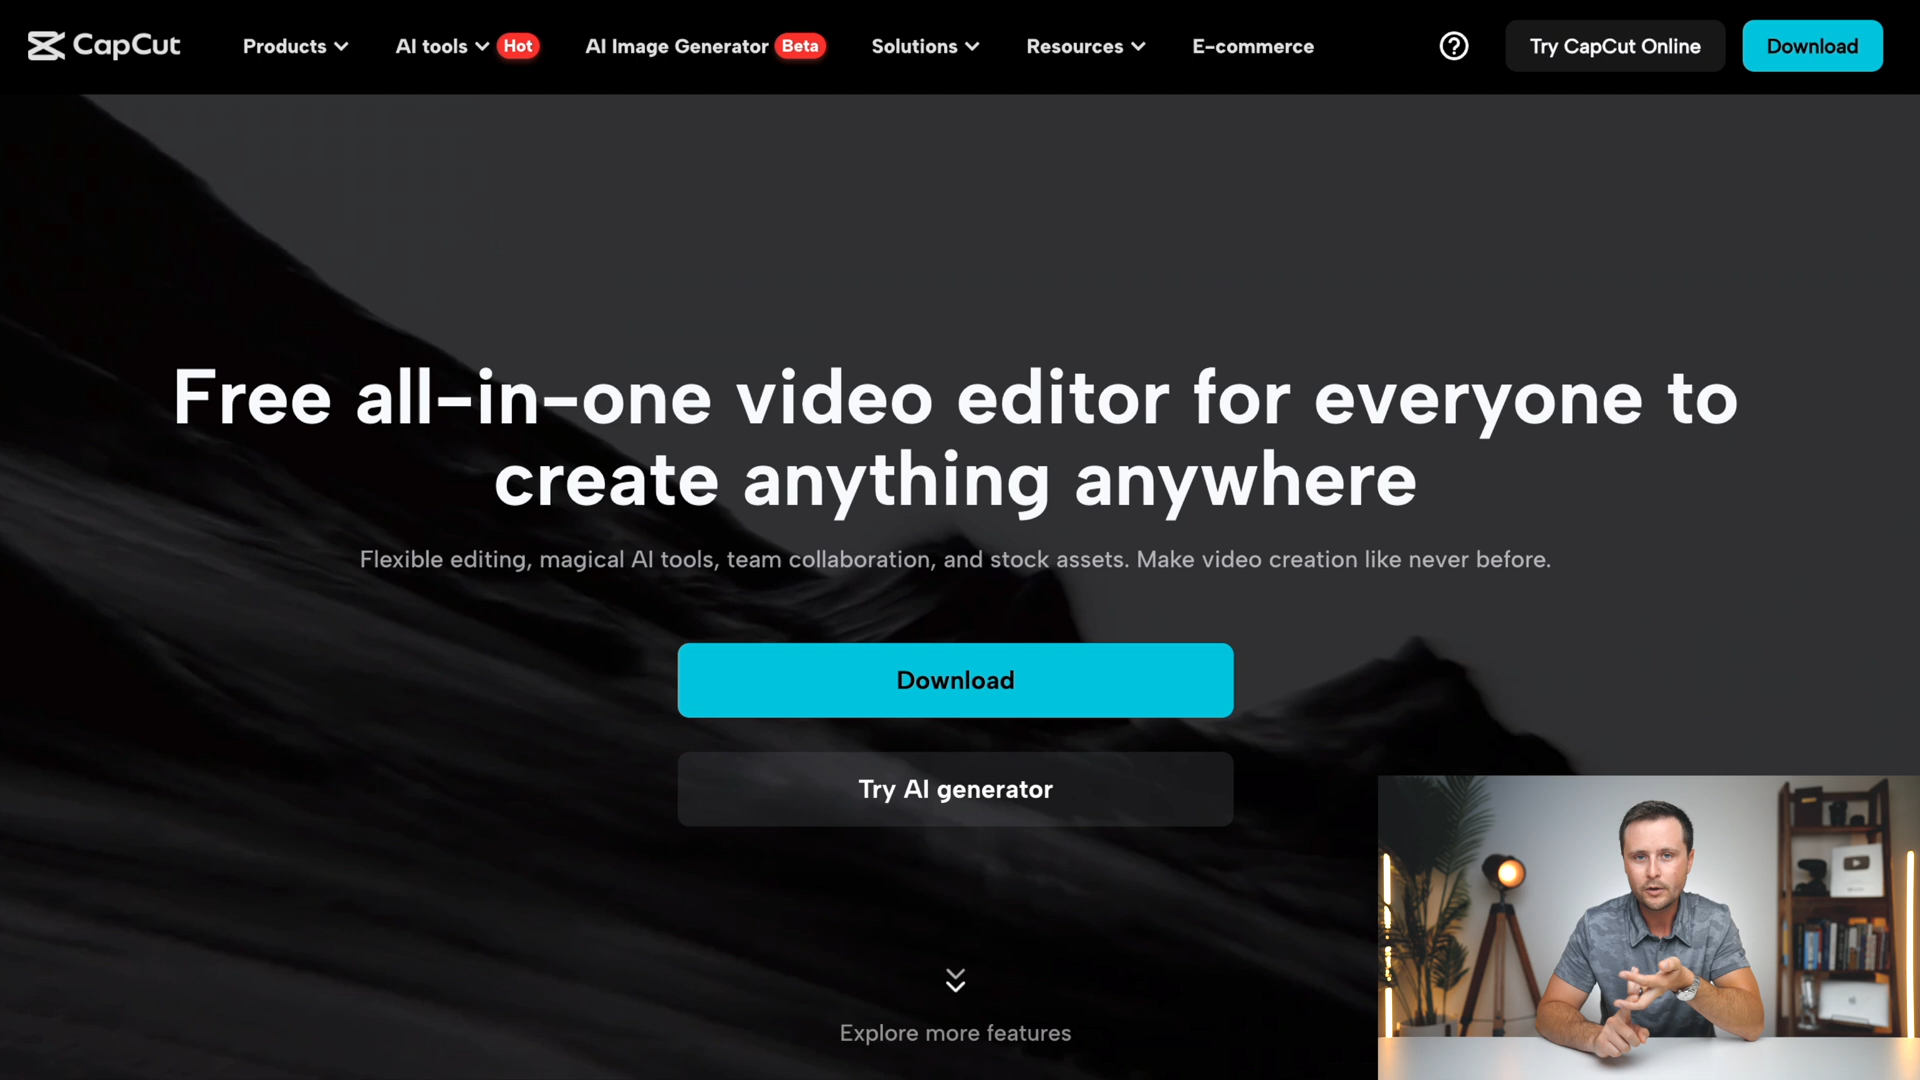 CapCut Products AI tools Hot AI Image Generator Beta Solutions Resources E-commerce Try CapCut Online Download
Free all-in-one video editor for everyone to
create anything anywhere
Flexible editing, magical AI tools, team collaboration, and stock assets. Make video creation like never before.
Download
Try AI generator
Explore more features